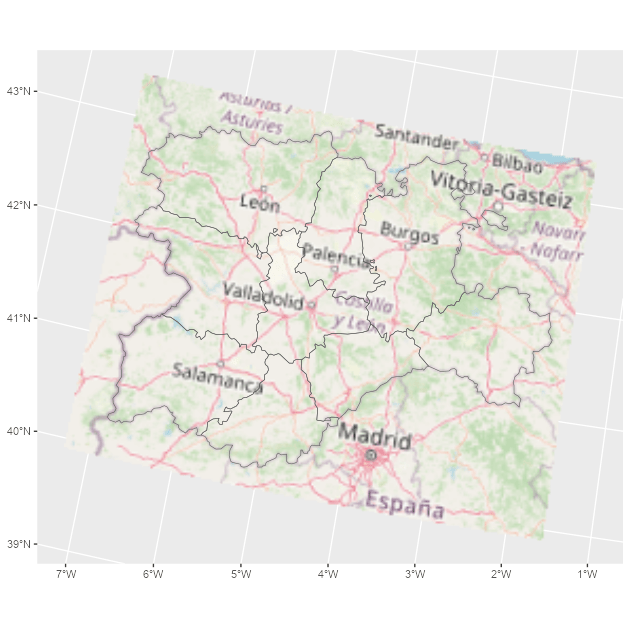 43°N
42°N
41°N
40°N
39°N
Asturias /
Asturies
Santander
Bilbao
Vitoria-Gasteiz
León
Navarr
- Nafarr
Burgos
Palencia
Valladolid
Castilla
y León
Salamanca
Madrid
España
7°W
6°W
5°W
4°W
3°W
2°W
1°W